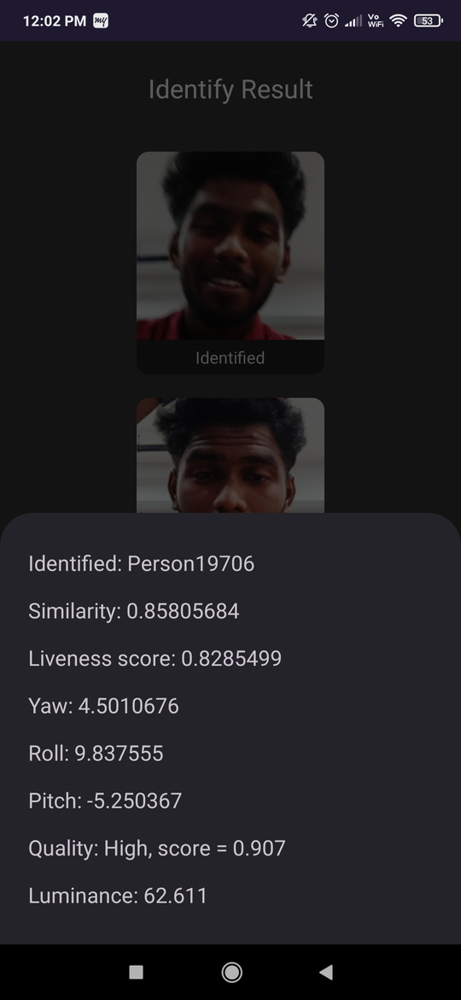 12:02 PM my Vo WiFi 53
Identify Result
Identified
Identified: Person19706
Similarity: 0.85805684
Liveness score: 0.8285499
Yaw: 4.5010676
Roll: 9.837555
Pitch: -5.250367
Quality: High, score = 0.907
Luminance: 62.611